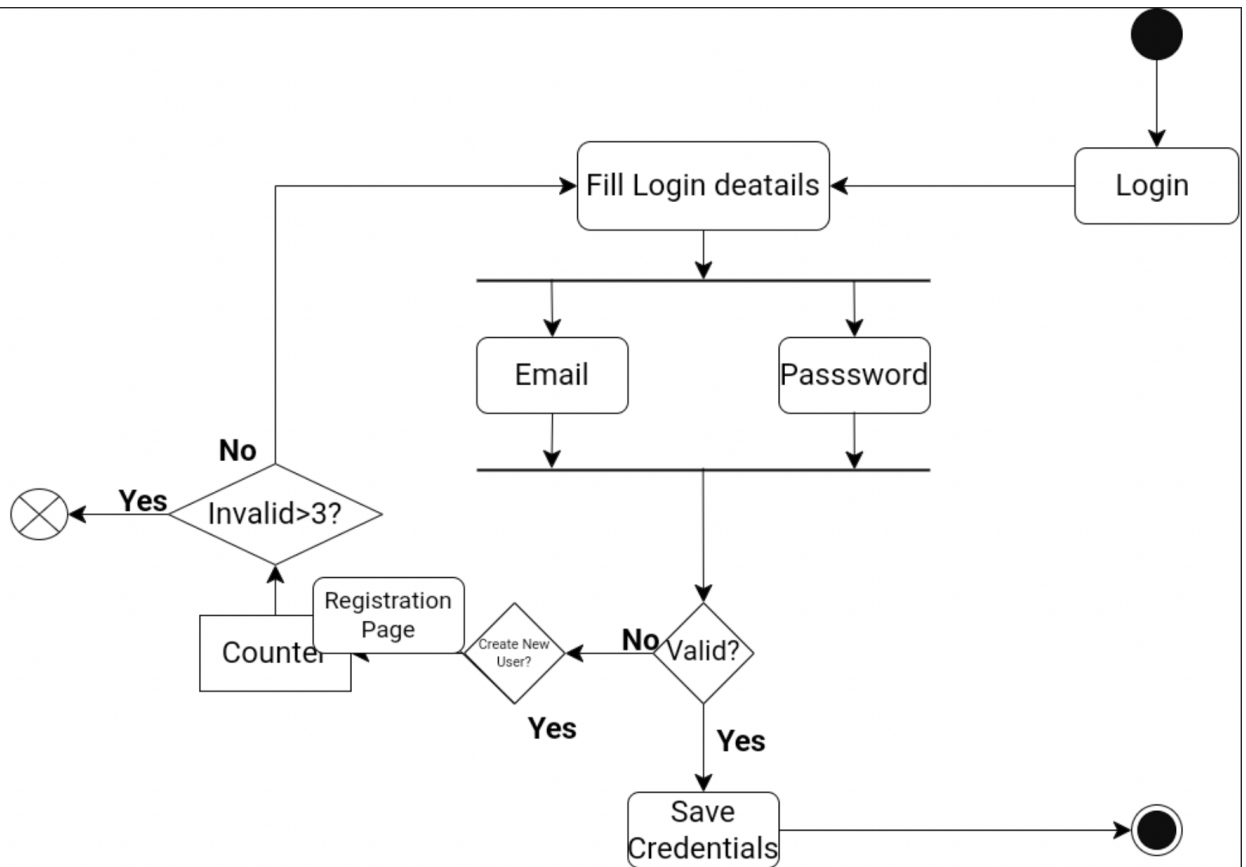 Login
Fill Login deatails
Email
Passsword
No
Yes
Invalid>3?
Registration
Page
Counter
Create New
User?
No
Valid?
Yes
Yes
Save
Credentials